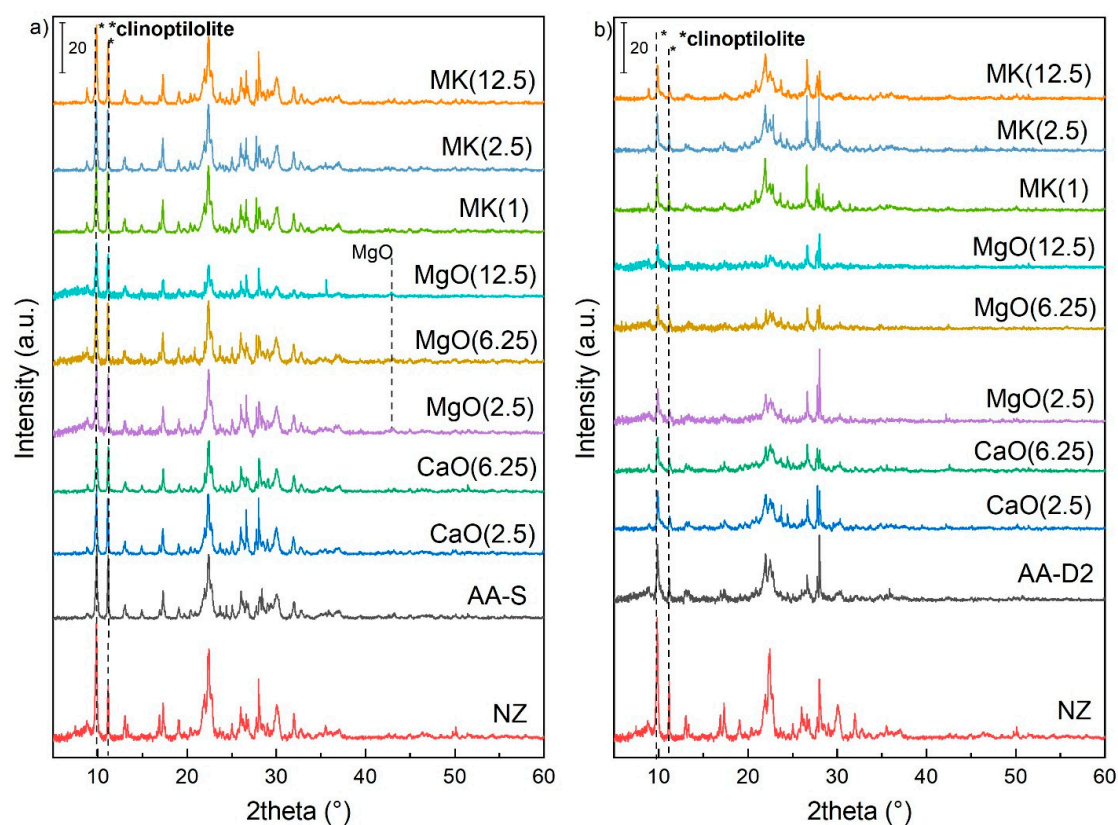 a)
20
*
*clinoptilolite
*
MK(12.5)
MK(2.5)
MK(1)
MgO
MgO(12.5)
MgO(6.25)
MgO(2.5)
CaO(6.25)
CaO(2.5)
AA-S
NZ
Intensity (a.u.)
10 20 30 40 50 60
2theta (°)
b)
20
*
*clinoptilolite
*
MK(12.5)
MK(2.5)
MK(1)
MgO(12.5)
MgO(6.25)
MgO(2.5)
CaO(6.25)
CaO(2.5)
AA-D2
NZ
Intensity (a.u.)
10 20 30 40 50 60
2theta (°)